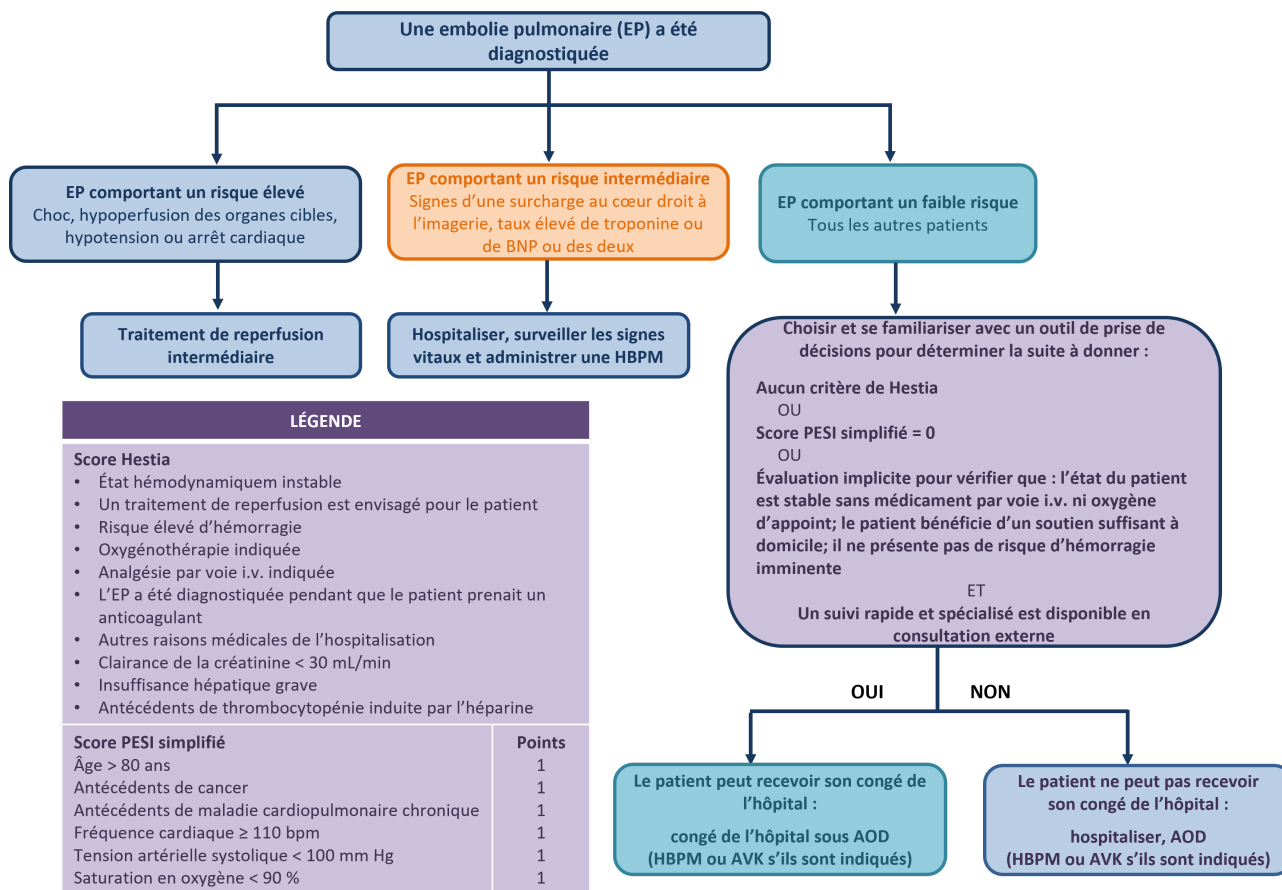 Une embolie pulmonaire (EP) a été
diagnostiquée
EP comportant un risque élevé
Choc, hypoperfusion des organes cibles,
hypotension ou arrêt cardiaque
EP comportant un risque intermédiaire
Signes d'une surcharge au cœur droit à
l'imagerie, taux élevé de troponine ou
de BNP ou des deux
EP comportant un faible risque
Tous les autres patients
Traitement de reperfusion
intermédiaire
Hospitaliser, surveiller les signes
vitaux et administrer une HBPM
Choisir et se familiariser avec un outil de prise de
décisions pour déterminer la suite à donner :
Aucun critère de Hestia
OU
Score PESI simplifié = 0
OU
Évaluation implicite pour vérifier que : l'état du patient
est stable sans médicament par voie i.v. ni oxygène
d'appoint; le patient bénéficie d'un soutien suffisant à
domicile; il ne présente pas de risque d'hémorragie
imminente
ET
Un suivi rapide et spécialisé est disponible en
consultation externe
OUI
NON
Le patient peut recevoir son congé de
l'hôpital :
congé de l'hôpital sous AOD
(HBPM ou AVK s'ils sont indiqués)
Le patient ne peut pas recevoir
son congé de l'hôpital :
hospitaliser, AOD
(HBPM ou AVK s'ils sont indiqués)
LÉGENDE
Score Hestia
• État hémodynamiquem instable
• Un traitement de reperfusion est envisagé pour le patient
• Risque élevé d'hémorragie
• Oxygénothérapie indiquée
• Analgésie par voie i.v. indiquée
• L'EP a été diagnostiquée pendant que le patient prenait un
anticoagulant
• Autres raisons médicales de l'hospitalisation
• Clairance de la créatinine < 30 mL/min
• Insuffisance hépatique grave
• Antécédents de thrombocytopénie induite par l'héparine
Score PESI simplifié Points
Âge > 80 ans 1
Antécédents de cancer 1
Antécédents de maladie cardiopulmonaire chronique 1
Fréquence cardiaque ≥ 110 bpm 1
Tension artérielle systolique < 100 mm Hg 1
Saturation en oxygène < 90 % 1